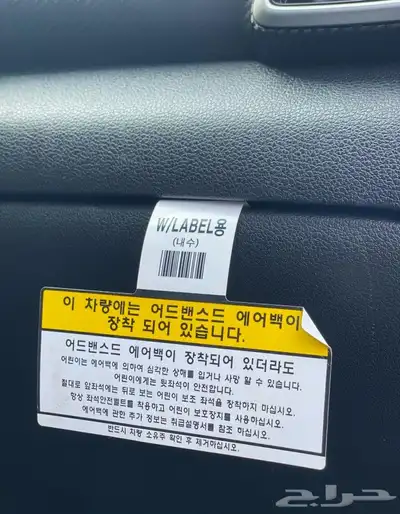 W/LABEL용
(내수)
이 차량에는 어드밴스드 에어백이
장착 되어 있습니다.
어드밴스드 에어백이 장착되어 있더라도
어린이는 에어백에 의하여 심각한 상해를 입거나 사망 할 수 있습니다.
어린이에게는 뒷좌석이 안전합니다.
절대로 앞좌석에는 뒤로 보는 어린이 보조 좌석을 장착하지 마십시오.
항상 좌석안전벨트를 착용하고 어린이 보호장치를 사용하십시오.
에어백에 관한 추가 정보는 취급설명서를 참조 하십시오.
반드시 차량 소유주 확인 후 제거하십시오.
حراج